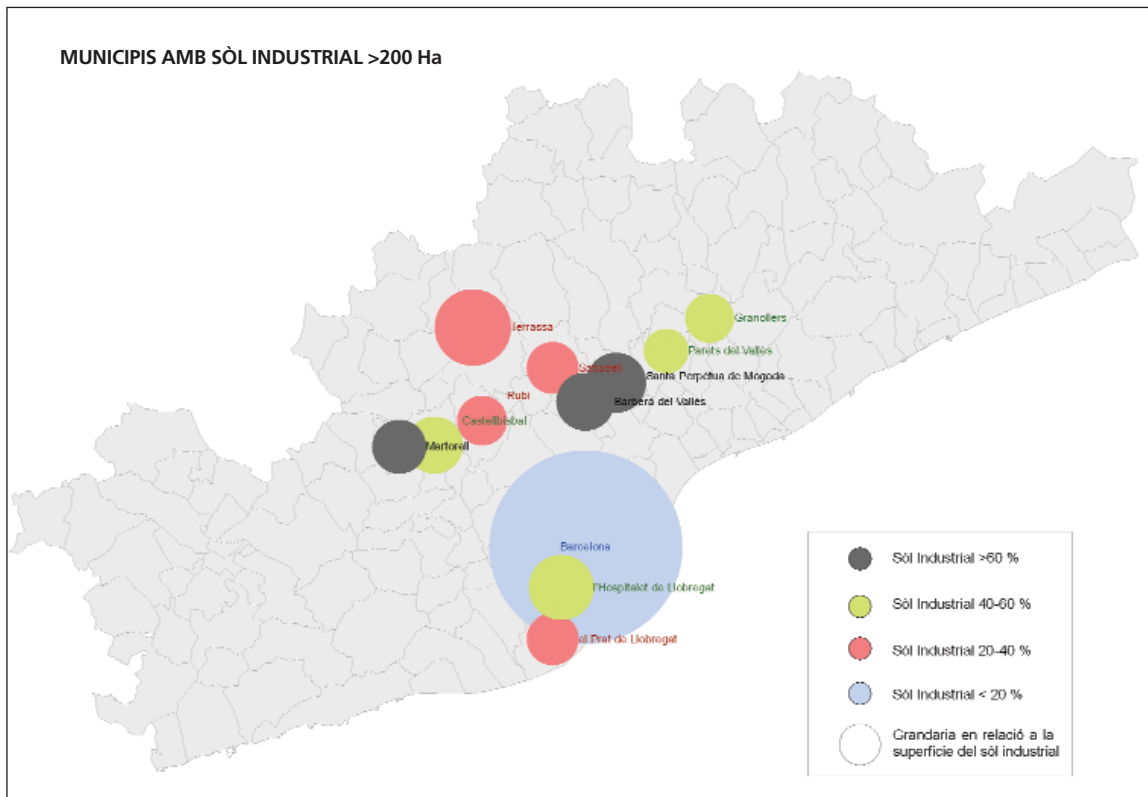 MUNICIPIS AMB SÒL INDUSTRIAL >200 Ha
Granollers
Terrassa
Parets del Vallès
Sabadell
Santa Perpètua de Mogoda
Rubí
Barberà del Vallès
Castellbisbal
Martorell
Barcelona
l'Hospitalet de Llobregat
el Prat de Llobregat
Sòl Industrial >60 %
Sòl Industrial 40-60 %
Sòl Industrial 20-40 %
Sòl Industrial < 20 %
Grandaria en relació a la
superfície del sòl industrial